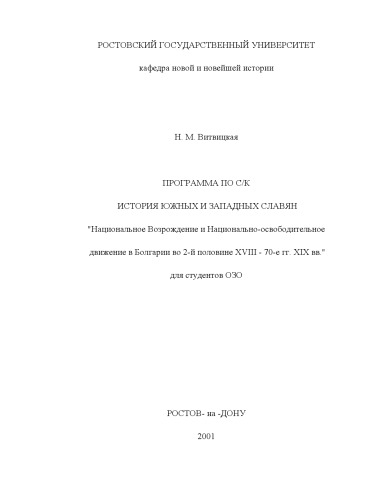 РОСТОВСКИЙ ГОСУДАРСТВЕННЫЙ УНИВЕРСИТЕТ
кафедра новой и новейшей истории
Н. М. Витвицкая
ПРОГРАММА ПО С/К
ИСТОРИЯ ЮЖНЫХ И ЗАПАДНЫХ СЛАВЯН
"Национальное Возрождение и Национально-освободительное
движение в Болгарии во 2-й половине XVIII - 70-е гг. XIX вв."
для студентов ОЗО
РОСТОВ- на -ДОНУ
2001